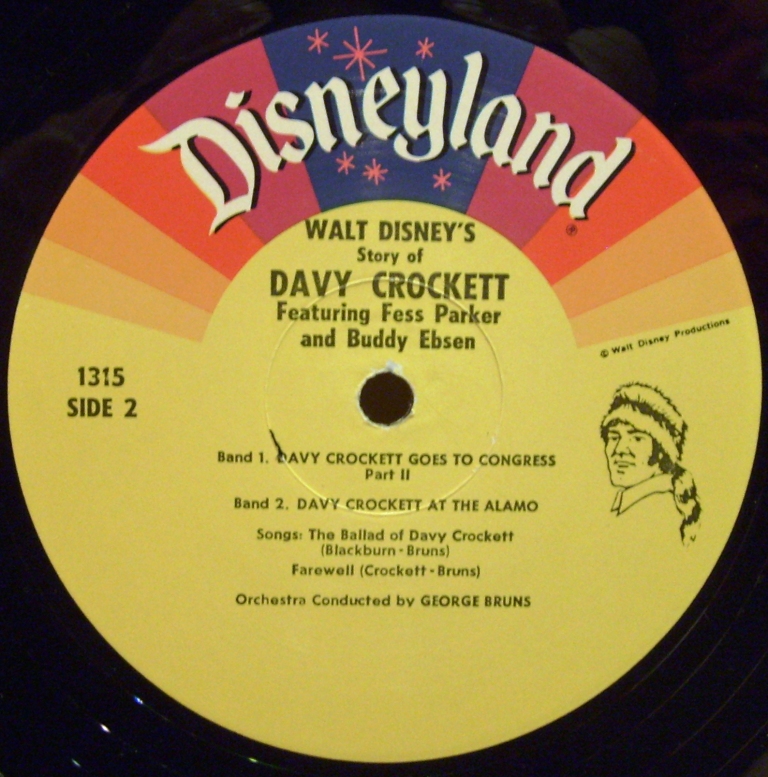 Disneyland
®
WALT DISNEY'S
Story of
DAVY CROCKETT
Featuring Fess Parker
and Buddy Ebsen
© Walt Disney Productions
1315
SIDE 2
Band 1. DAVY CROCKETT GOES TO CONGRESS
Part II
Band 2. DAVY CROCKETT AT THE ALAMO
Songs: The Ballad of Davy Crockett
(Blackburn - Bruns)
Farewell (Crockett - Bruns)
Orchestra Conducted by GEORGE BRUNS